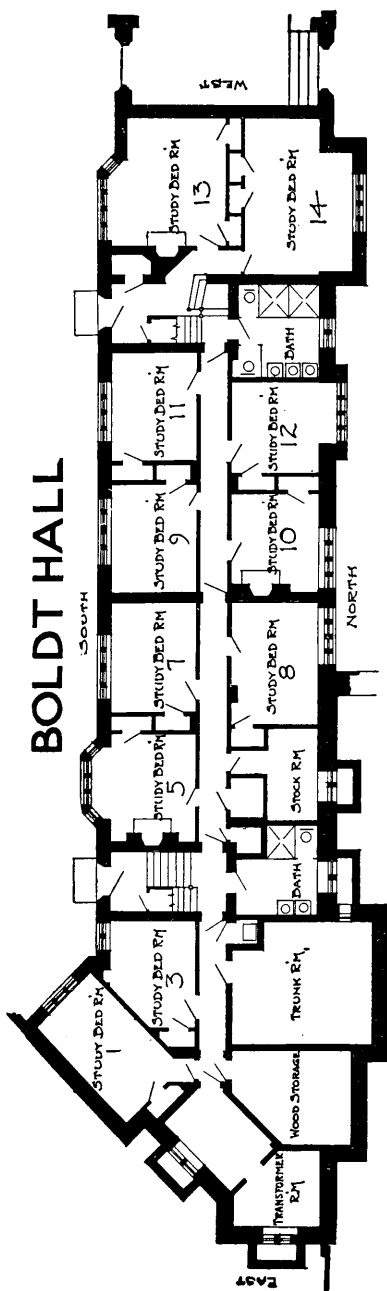 BOLDT HALL
WEST
SOUTH
NORTH
EAST
STUDY BED RM
13
STUDY BED RM
14
BATH
STUDY BED RM
11
STUDY BED RM
12
STUDY BED RM
9
STUDY BED RM
10
STUDY BED RM
7
STUDY BED RM
8
STUDY BED RM
5
STOCK RM
BATH
STUDY BED RM
3
TRUNK RM,
STUDY BED RM
1
WOOD STORAGE
TRANSFORMER
RM